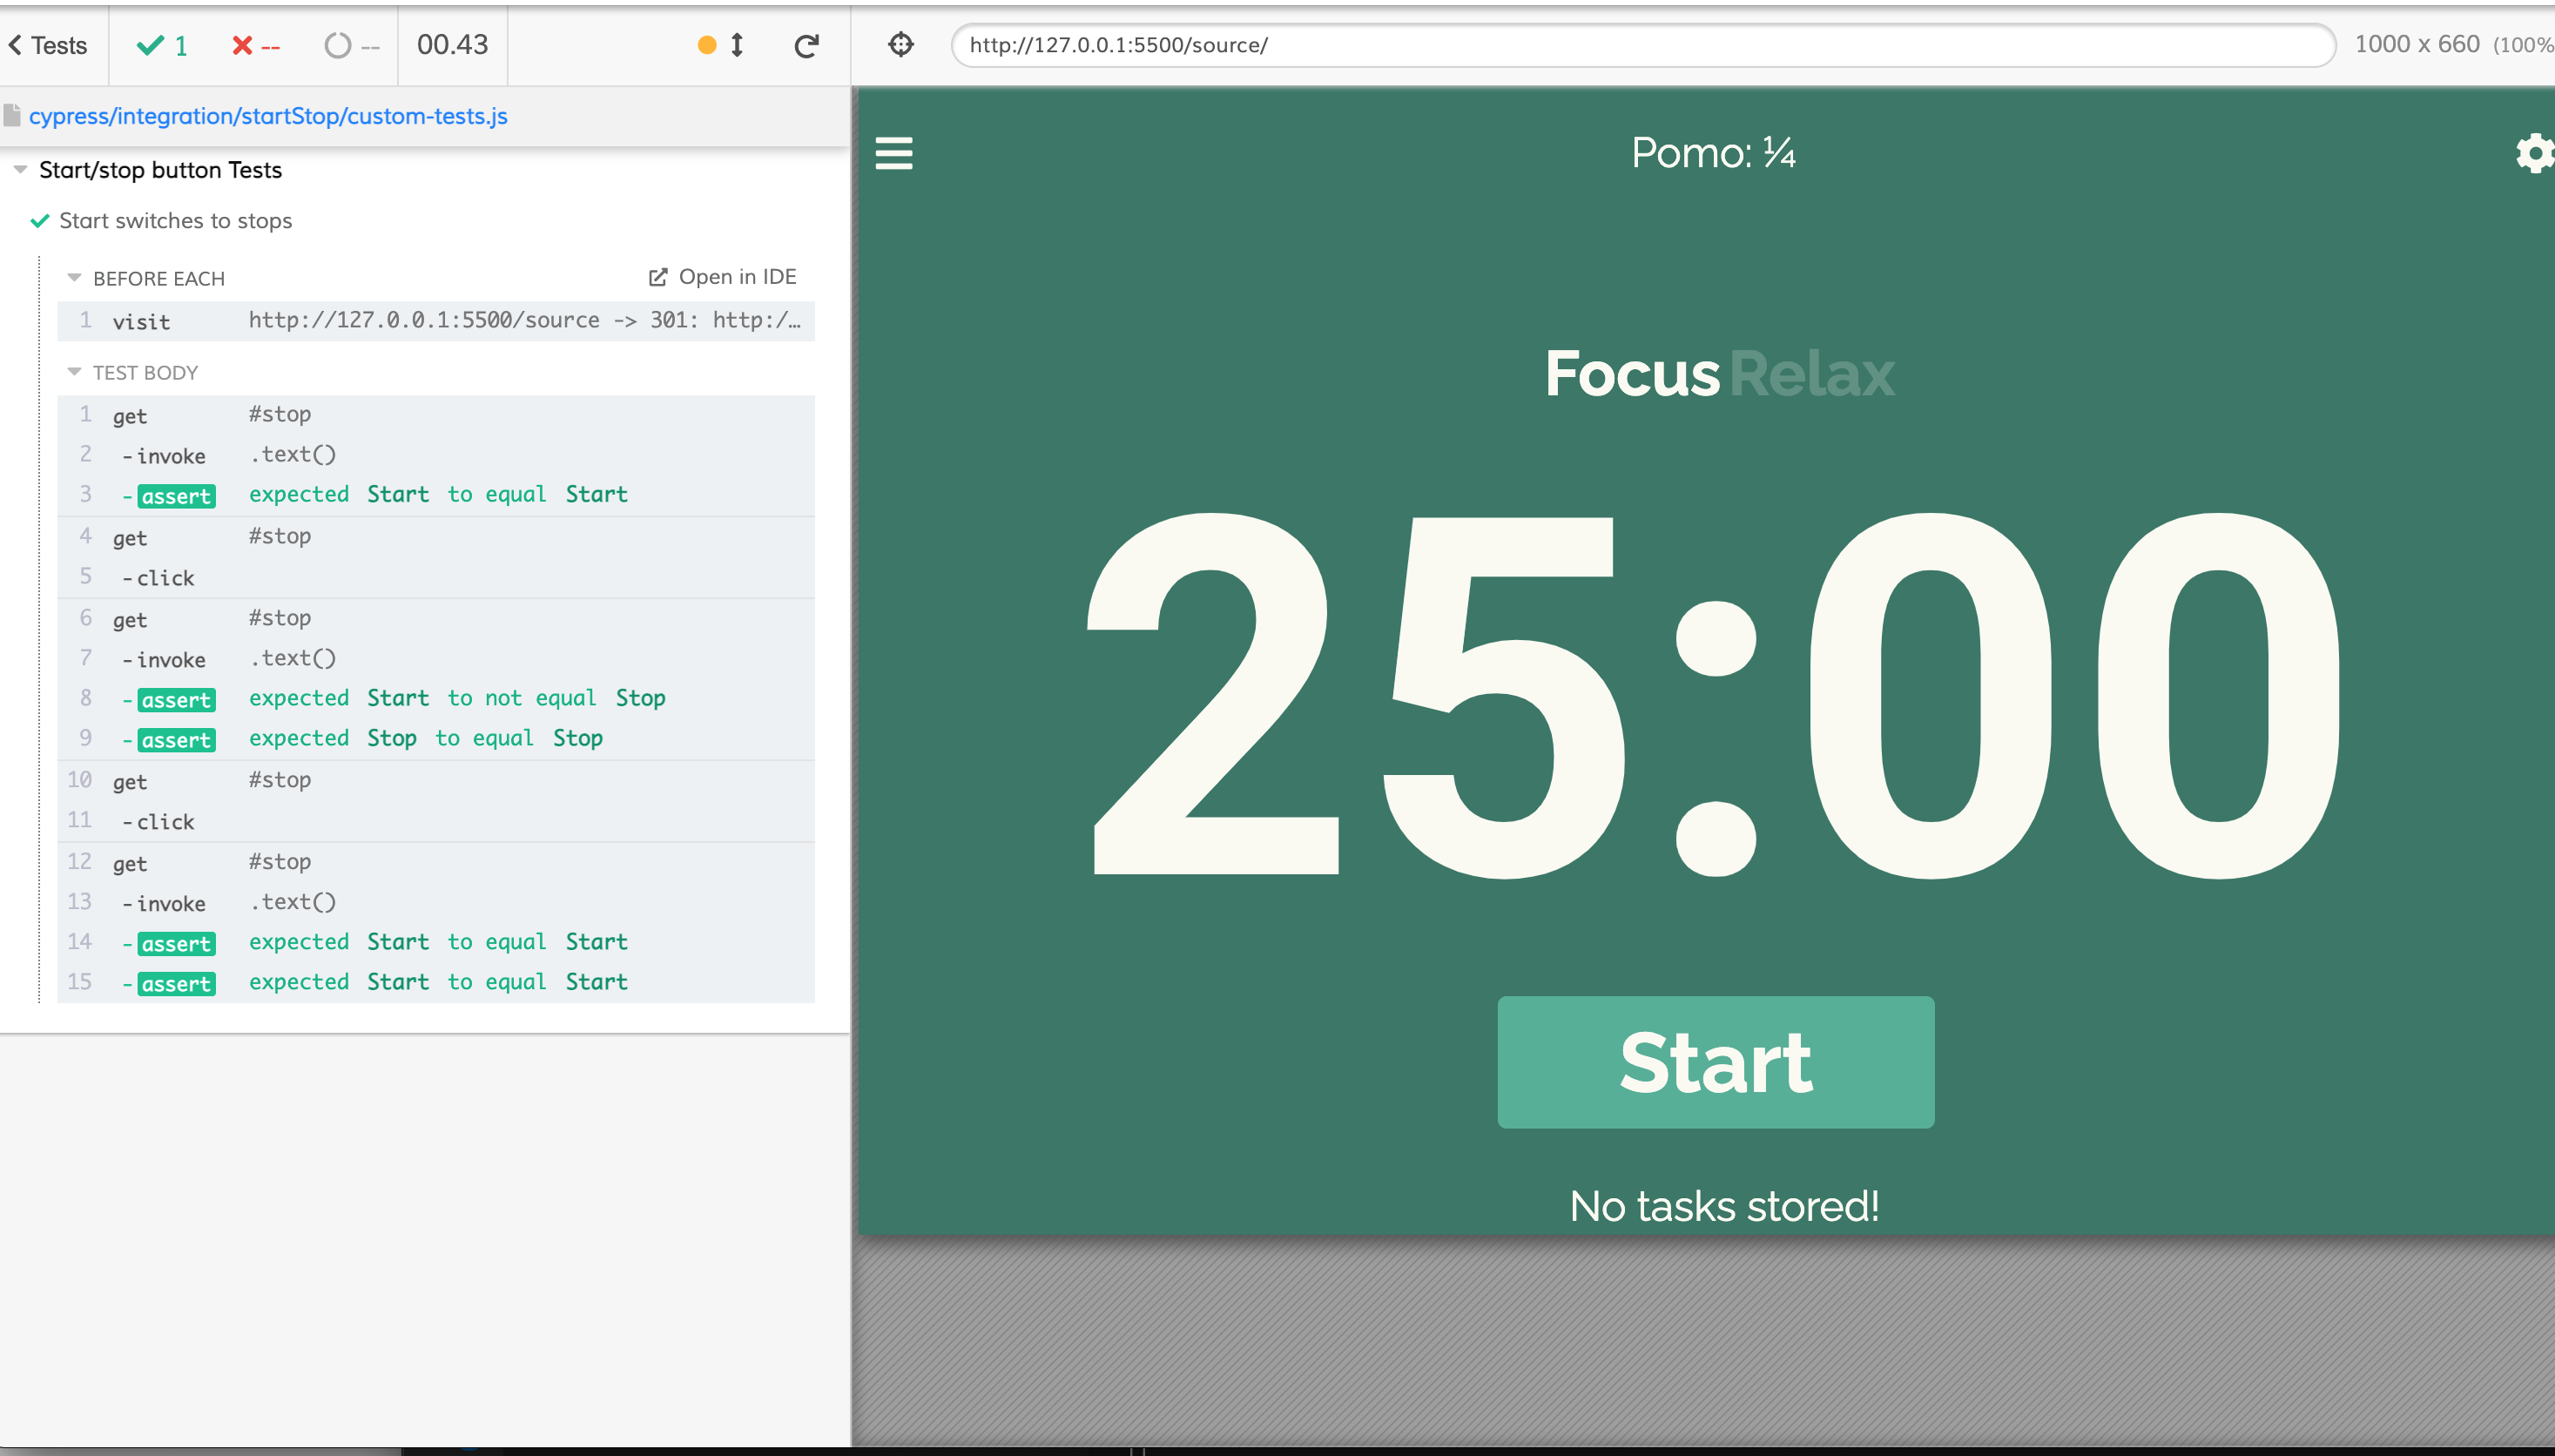 Tests 1 -- -- 00.43
cypress/integration/startStop/custom-tests.js
Start/stop button Tests
Start switches to stops
BEFORE EACH Open in IDE
1 visit http://127.0.0.1:5500/source -> 301: http:/…
TEST BODY
1 get #stop
2 -invoke .text()
3 -assert expected Start to equal Start
4 get #stop
5 -click
6 get #stop
7 -invoke .text()
8 -assert expected Start to not equal Stop
9 -assert expected Stop to equal Stop
10 get #stop
11 -click
12 get #stop
13 -invoke .text()
14 -assert expected Start to equal Start
15 -assert expected Start to equal Start
http://127.0.0.1:5500/source/ 1000 x 660 (100%
Pomo: ¼
Focus Relax
25:00
Start
No tasks stored!